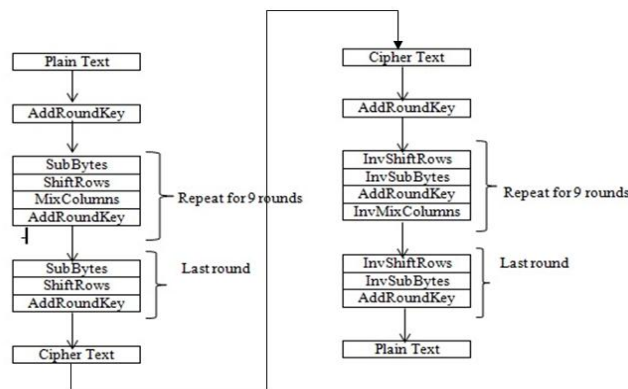 Plain Text
AddRoundKey
SubBytes
ShiftRows
MixColumns
AddRoundKey
Repeat for 9 rounds
SubBytes
ShiftRows
AddRoundKey
Last round
Cipher Text
Cipher Text
AddRoundKey
InvShiftRows
InvSubBytes
AddRoundKey
InvMixColumns
Repeat for 9 rounds
InvShiftRows
InvSubBytes
AddRoundKey
Last round
Plain Text